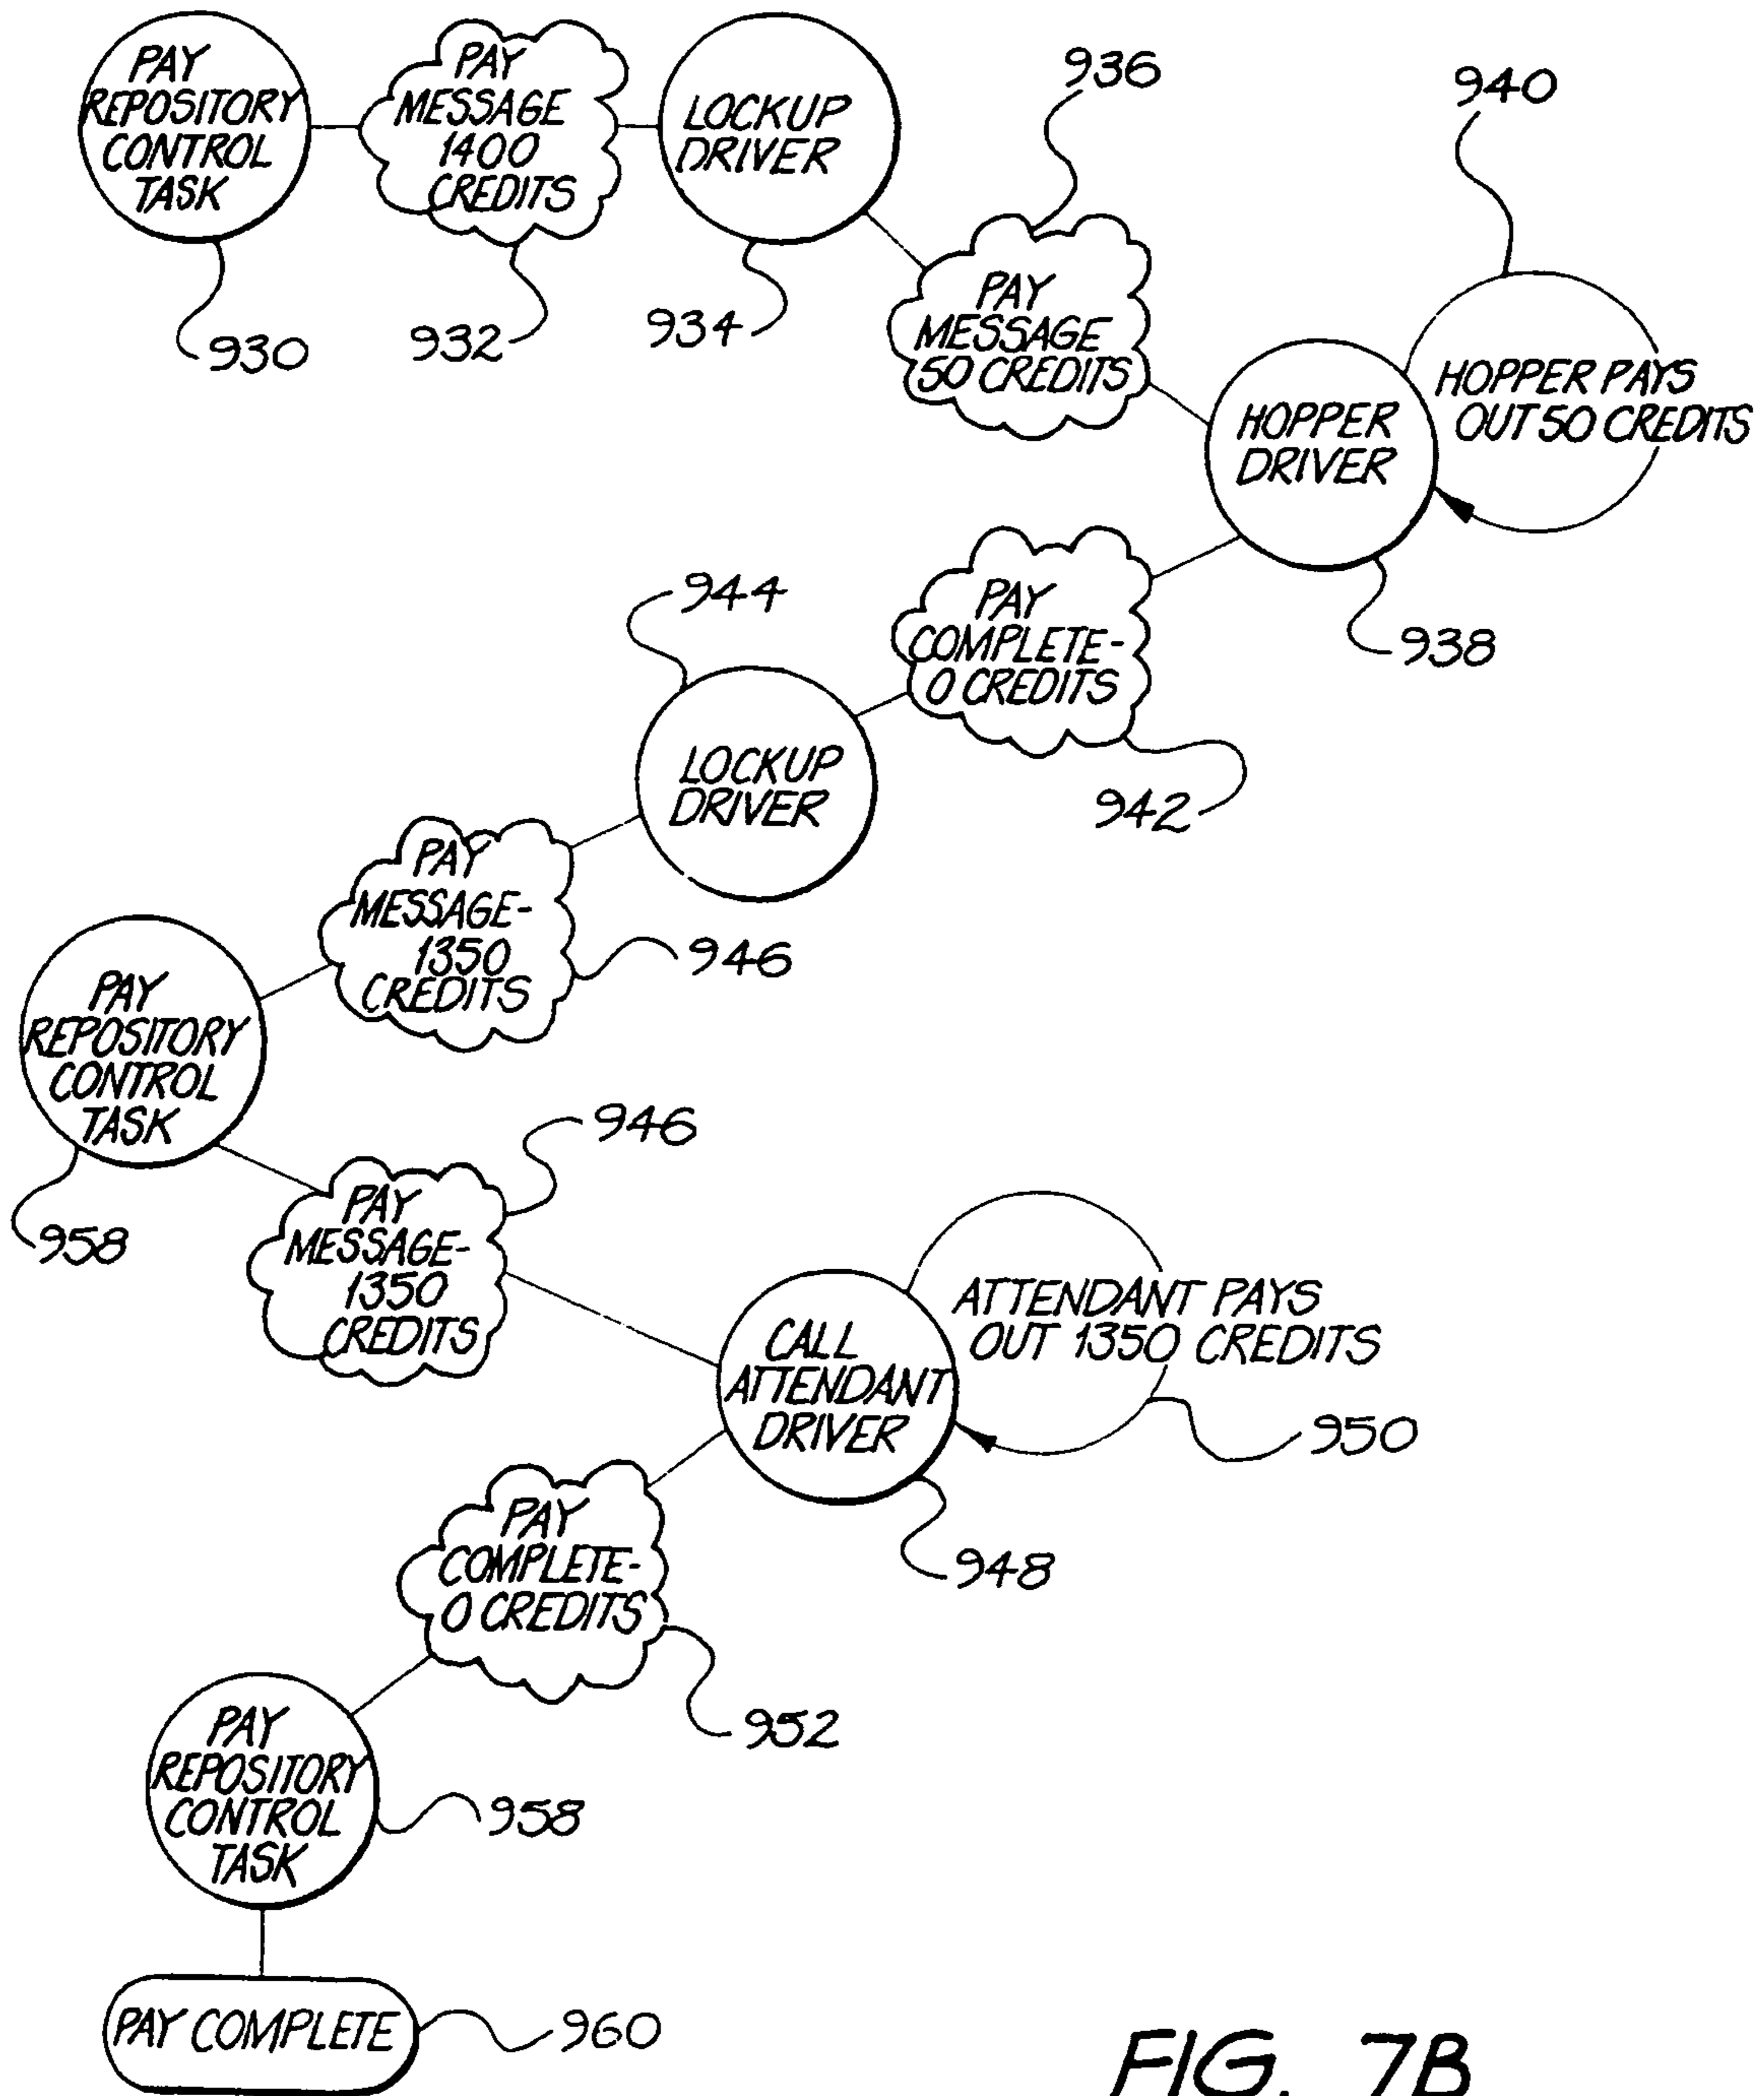 PAY
REPOSITORY
CONTROL
TASK
PAY
MESSAGE
1400
CREDITS
LOCKUP
DRIVER
936
940
930
932
934
PAY
MESSAGE
50 CREDITS
HOPPER
DRIVER
HOPPER PAYS
OUT 50 CREDITS
944
PAY
COMPLETE-
0 CREDITS
938
LOCKUP
DRIVER
942
PAY
MESSAGE-
1350
CREDITS
946
PAY
REPOSITORY
CONTROL
TASK
946
958
PAY
MESSAGE-
1350
CREDITS
CALL
ATTENDANT
DRIVER
ATTENDANT PAYS
OUT 1350 CREDITS
950
PAY
COMPLETE-
0 CREDITS
948
952
PAY
REPOSITORY
CONTROL
TASK
958
PAY COMPLETE
960
FIG. 7B